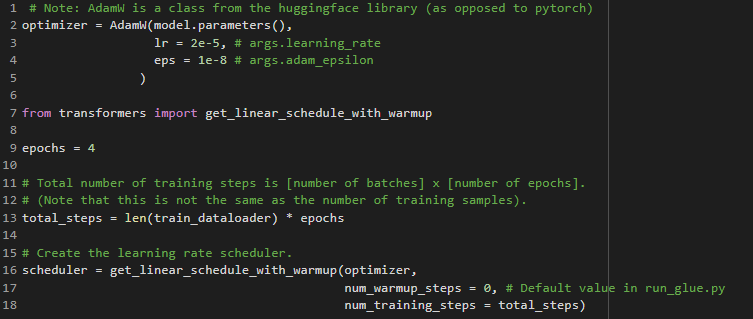 1 # Note: AdamW is a class from the huggingface library (as opposed to pytorch)
2 optimizer = AdamW(model.parameters(),
3 lr = 2e-5, # args.learning_rate
4 eps = 1e-8 # args.adam_epsilon
5 )
6
7 from transformers import get_linear_schedule_with_warmup
8
9 epochs = 4
10
11 # Total number of training steps is [number of batches] x [number of epochs].
12 # (Note that this is not the same as the number of training samples).
13 total_steps = len(train_dataloader) * epochs
14
15 # Create the learning rate scheduler.
16 scheduler = get_linear_schedule_with_warmup(optimizer,
17 num_warmup_steps = 0, # Default value in run_glue.py
18 num_training_steps = total_steps)